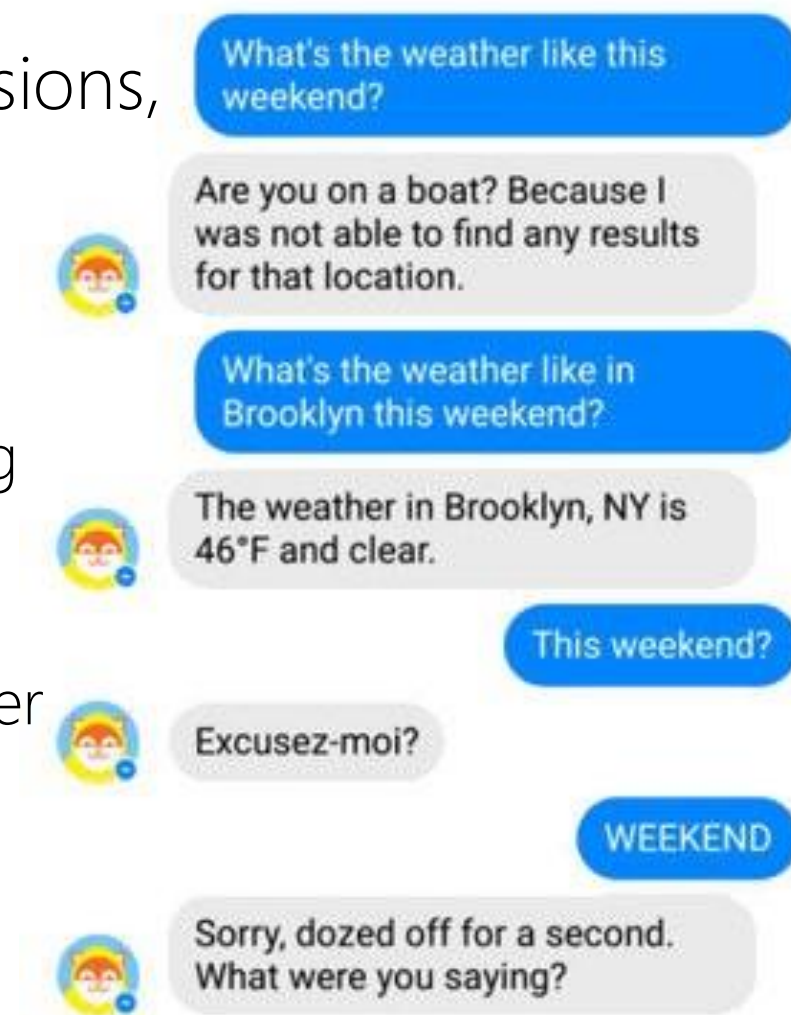 sions,
What's the weather like this
weekend?
Are you on a boat? Because I
was not able to find any results
for that location.
What's the weather like in
Brooklyn this weekend?
g
The weather in Brooklyn, NY is
46°F and clear.
This weekend?
er
Excusez-moi?
WEEKEND
Sorry, dozed off for a second.
What were you saying?